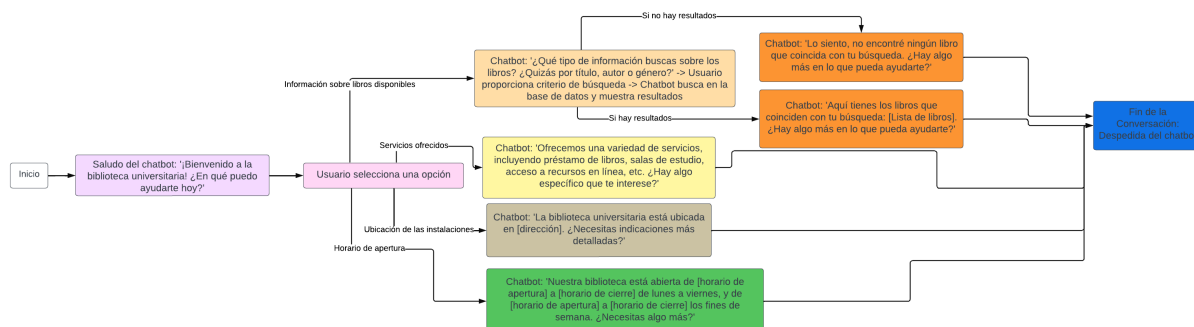 Inicio
Saludo del chatbot: '¡Bienvenido a la
biblioteca universitaria! ¿En qué puedo
ayudarte hoy?'
Usuario selecciona una opción
Información sobre libros disponibles
Chatbot: '¿Qué tipo de información buscas sobre los
libros? ¿Quizás por título, autor o género?' -> Usuario
proporciona criterio de búsqueda -> Chatbot busca en la
base de datos y muestra resultados
Si no hay resultados
Chatbot: 'Lo siento, no encontré ningún libro
que coincida con tu búsqueda. ¿Hay algo
más en lo que pueda ayudarte?'
Si hay resultados
Chatbot: 'Aquí tienes los libros que
coinciden con tu búsqueda: [Lista de libros].
¿Hay algo más en lo que pueda ayudarte?'
Servicios ofrecidos
Chatbot: 'Ofrecemos una variedad de servicios,
incluyendo préstamo de libros, salas de estudio,
acceso a recursos en línea, etc. ¿Hay algo
específico que te interese?'
Ubicación de las instalaciones
Chatbot: 'La biblioteca universitaria está ubicada
en [dirección]. ¿Necesitas indicaciones más
detalladas?'
Horario de apertura
Chatbot: 'Nuestra biblioteca está abierta de [horario de
apertura] a [horario de cierre] de lunes a viernes, y de
[horario de apertura] a [horario de cierre] los fines de
semana. ¿Necesitas algo más?'
Fin de la
Conversación:
Despedida del chatbot